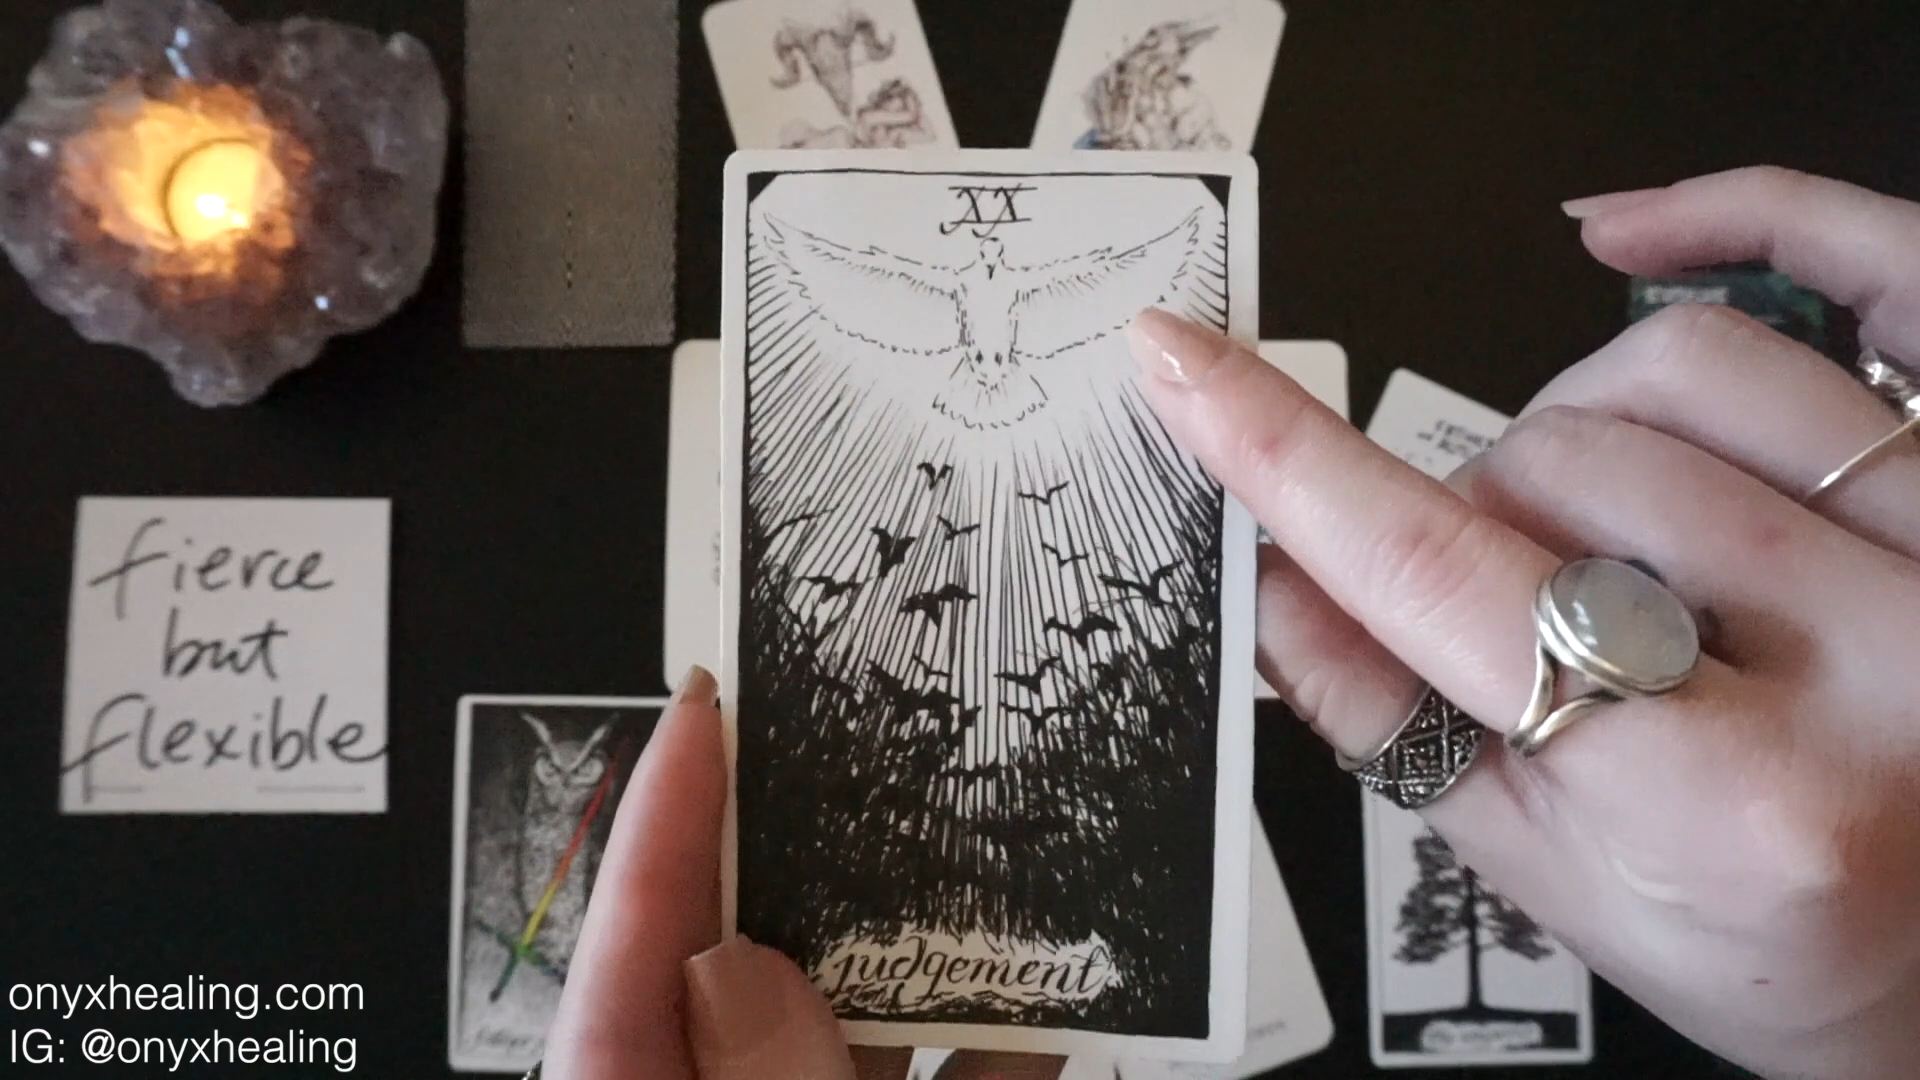 XX
fierce
but
flexible
judgement
onyxhealing.com
IG: @onyxhealing